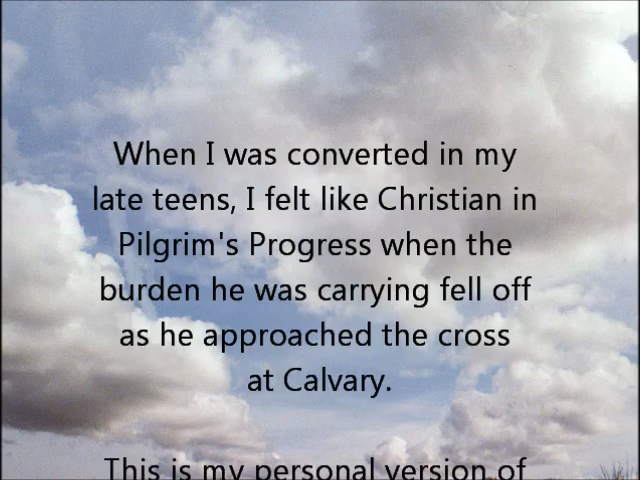 When I was converted in my
late teens, I felt like Christian in
Pilgrim's Progress when the
burden he was carrying fell off
as he approached the cross
at Calvary.
This is my personal version of